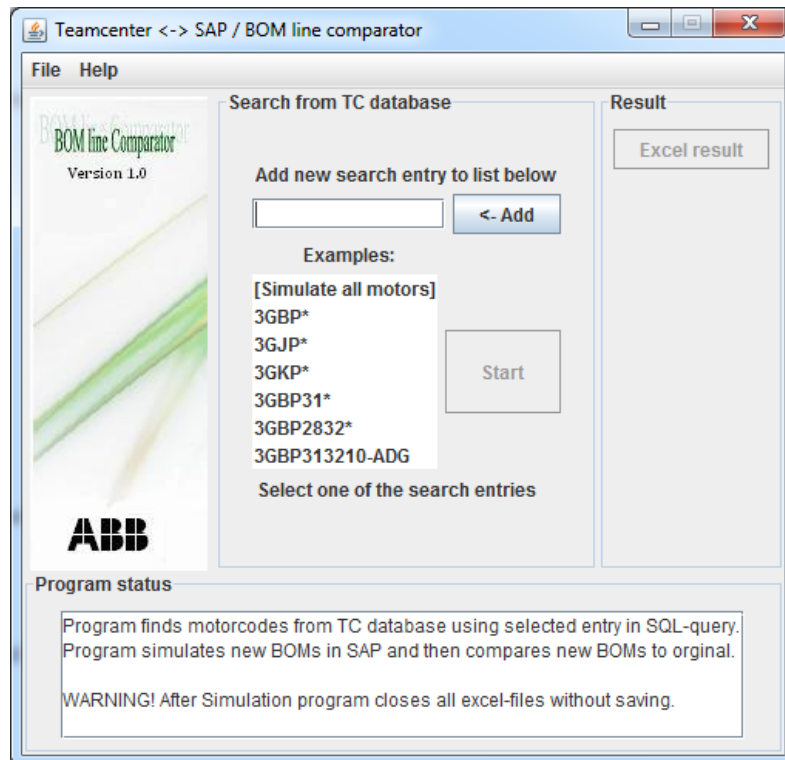 Teamcenter <-> SAP / BOM line comparator
File Help
BOM line Comparator
Version 1.0
ABB
Search from TC database
Add new search entry to list below
<- Add
Examples:
[Simulate all motors]
3GBP*
3GJP*
3GKP*
3GBP31*
3GBP2832*
3GBP313210-ADG
Start
Select one of the search entries
Result
Excel result
Program status
Program finds motorcodes from TC database using selected entry in SQL-query.
Program simulates new BOMs in SAP and then compares new BOMs to orginal.
WARNING! After Simulation program closes all excel-files without saving.